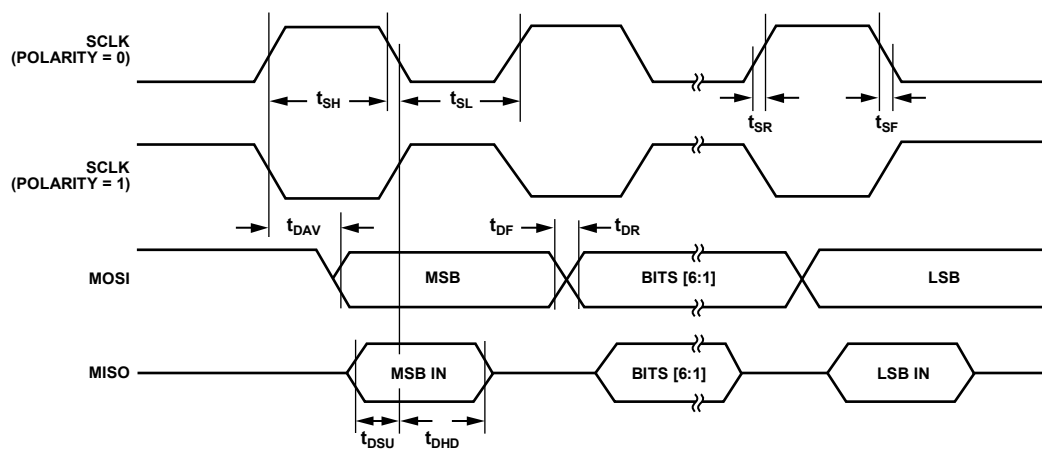 SCLK
(POLARITY = 0)
tSH
tSL
tSR
tSF
SCLK
(POLARITY = 1)
tDAV
tDF
tDR
MOSI
MSB
BITS [6:1]
LSB
MISO
MSB IN
BITS [6:1]
LSB IN
tDSU
tDHD